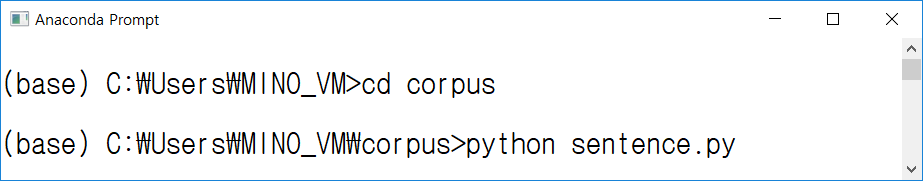 Anaconda Prompt
(base) C:₩Users₩MINO_VM>cd corpus
(base) C:₩Users₩MINO_VM₩corpus>python sentence.py